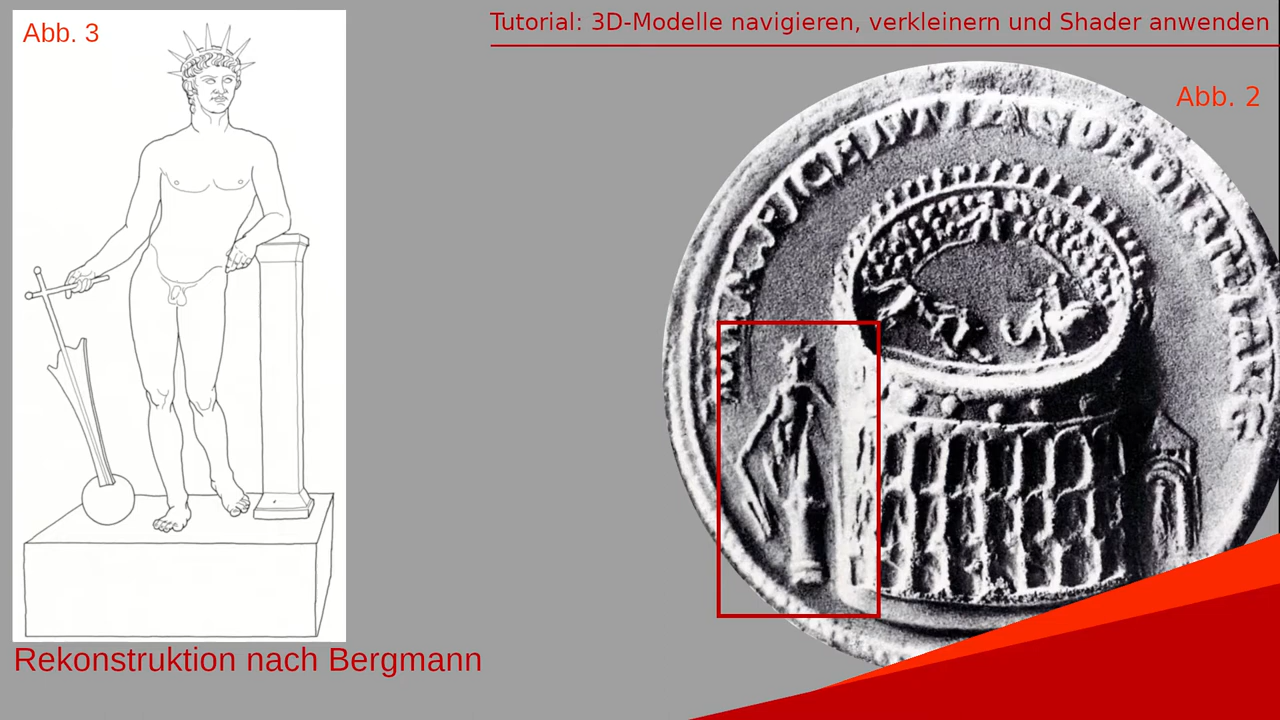 Abb. 3
Tutorial: 3D-Modelle navigieren, verkleinern und Shader anwenden
Abb. 2
Rekonstruktion nach Bergmann